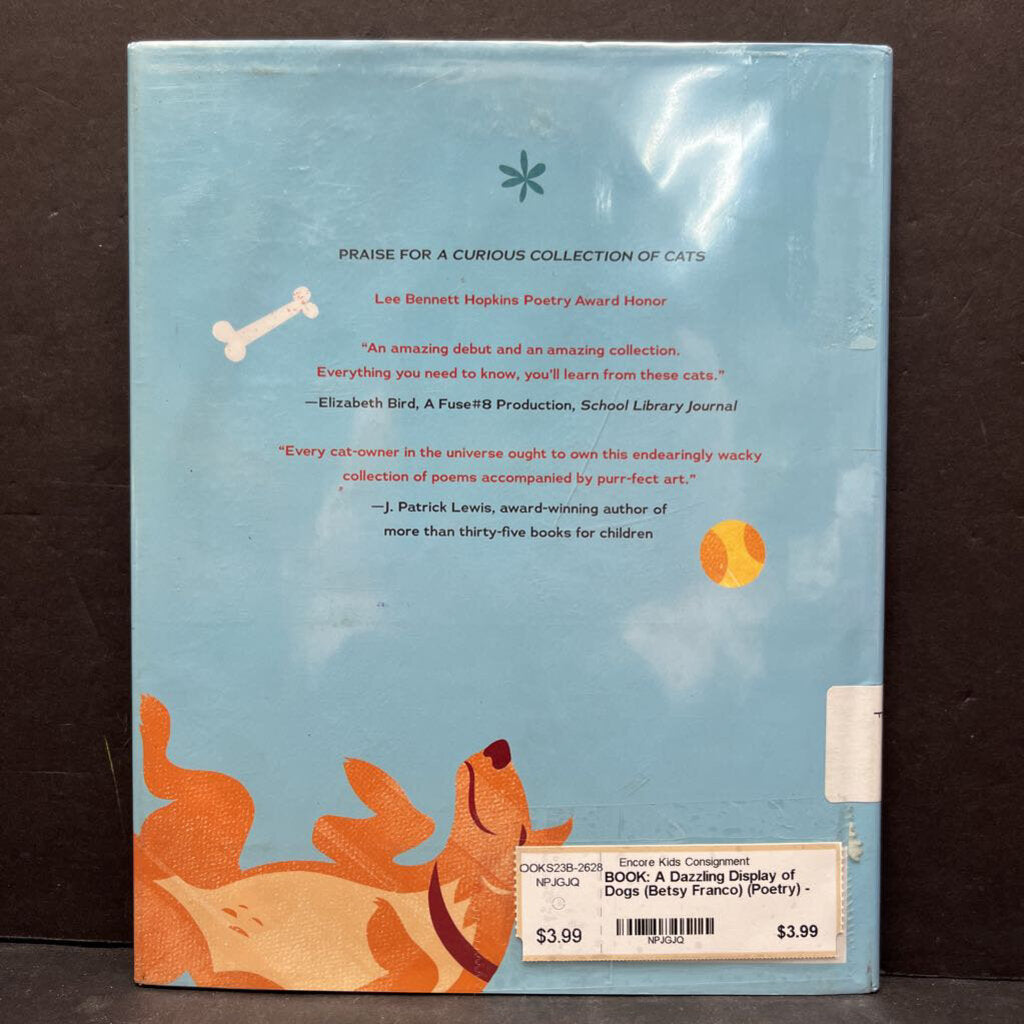 PRAISE FOR A CURIOUS COLLECTION OF CATS
Lee Bennett Hopkins Poetry Award Honor
“An amazing debut and an amazing collection.
Everything you need to know, you'll learn from these cats.”
—Elizabeth Bird, A Fuse#8 Production, School Library Journal
“Every cat-owner in the universe ought to own this endearingly wacky
collection of poems accompanied by purr-fect art.”
—J. Patrick Lewis, award-winning author of
more than thirty-five books for children
OOKS23B-2628
NPJGJQ
$3.99
Encore Kids Consignment
BOOK: A Dazzling Display of
Dogs (Betsy Franco) (Poetry) -
NPJGJQ
$3.99